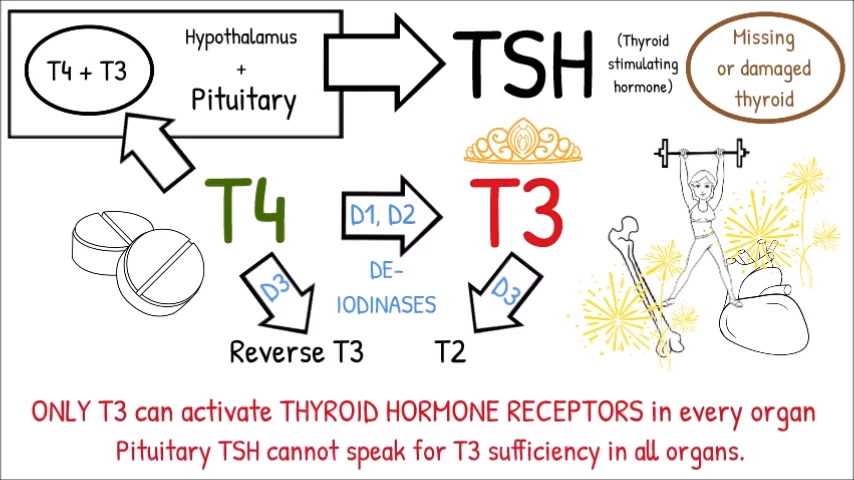 Hypothalamus
+
Pituitary
T4 + T3
TSH
(Thyroid
stimulating
hormone)
Missing
or damaged
thyroid
T4
D1, D2
T3
DE-
IODINASES
D3
D3
Reverse T3
T2
ONLY T3 can activate THYROID HORMONE RECEPTORS in every organ
Pituitary TSH cannot speak for T3 sufficiency in all organs.